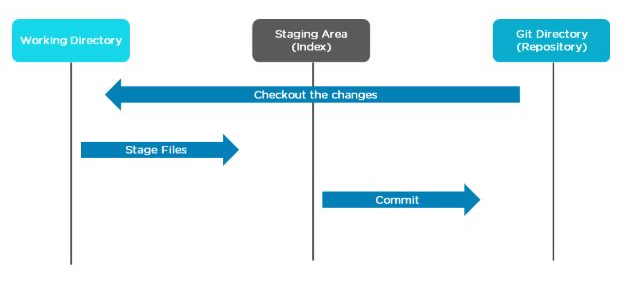 Working Directory
Staging Area
(Index)
Git Directory
(Repository)
Checkout the changes
Stage Files
Commit